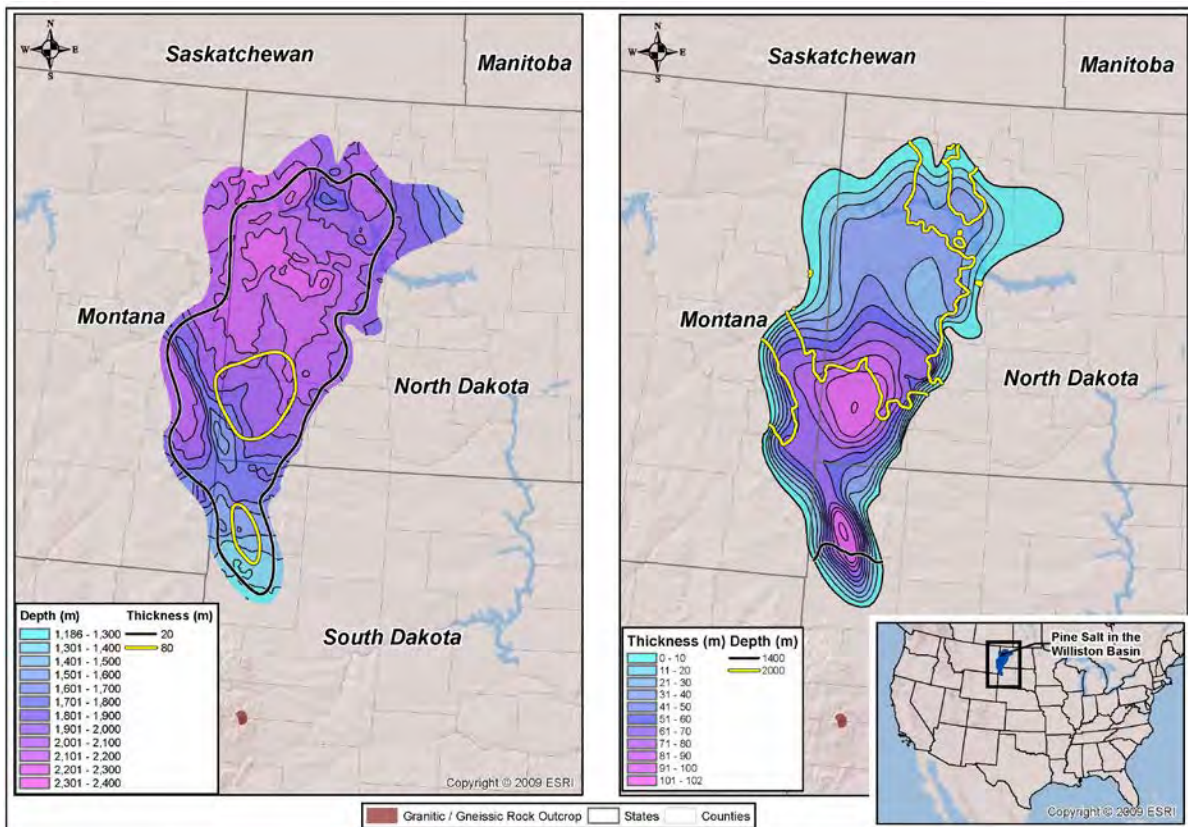 Saskatchewan
Manitoba
Montana
North Dakota
South Dakota
N
W E
S
Depth (m) Thickness (m)
1,186 - 1,300 20
1,301 - 1,400 80
1,401 - 1,500
1,501 - 1,600
1,601 - 1,700
1,701 - 1,800
1,801 - 1,900
1,901 - 2,000
2,001 - 2,100
2,101 - 2,200
2,201 - 2,300
2,301 - 2,400
Copyright © 2009 ESRI
Saskatchewan
Manitoba
Montana
North Dakota
N
W E
S
Thickness (m) Depth (m)
0 - 10 1400
11 - 20 2000
21 - 30
31 - 40
41 - 50
51 - 60
61 - 70
71 - 80
81 - 90
91 - 100
101 - 102
Pine Salt in the
Williston Basin
Copyright © 2009 ESRI
Granitic / Gneissic Rock Outcrop States Counties